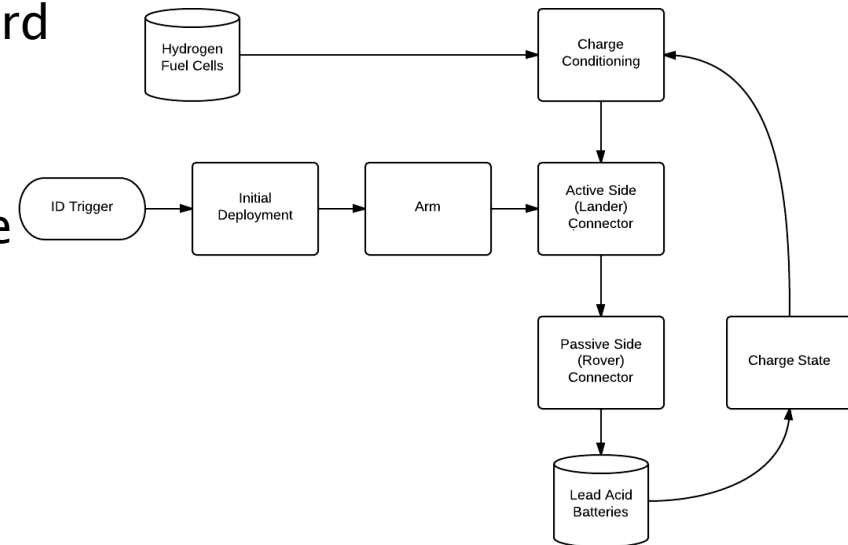 rd
Hydrogen
Fuel Cells
Charge
Conditioning
e
ID Trigger
Initial
Deployment
Arm
Active Side
(Lander)
Connector
Passive Side
(Rover)
Connector
Charge State
Lead Acid
Batteries